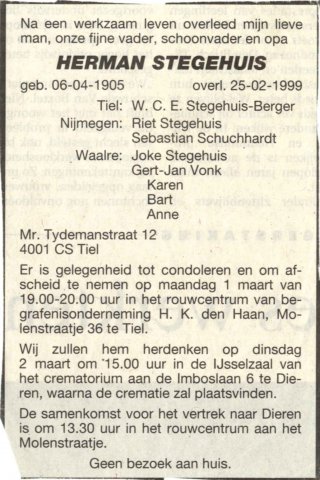 Na een werkzaam leven overleed mijn lieve
man, onze fijne vader, schoonvader en opa
HERMAN STEGEHUIS
geb. 06-04-1905 overl. 25-02-1999
Tiel: W. C. E. Stegehuis-Berger
Nijmegen: Riet Stegehuis
Sebastian Schuchhardt
Waalre: Joke Stegehuis
Gert-Jan Vonk
Karen
Bart
Anne
Mr. Tydemanstraat 12
4001 CS Tiel
Er is gelegenheid tot condoleren en om af-
scheid te nemen op maandag 1 maart van
19.00-20.00 uur in het rouwcentrum van be-
grafenisonderneming H. K. den Haan, Mo-
lenstraatje 36 te Tiel.
Wij zullen hem herdenken op dinsdag
2 maart om 15.00 uur in de IJsselzaal van
het crematorium aan de Imboslaan 6 te Die-
ren, waarna de crematie zal plaatsvinden.
De samenkomst voor het vertrek naar Dieren
is om 13.30 uur in het rouwcentrum aan het
Molenstraatje.
Geen bezoek aan huis.